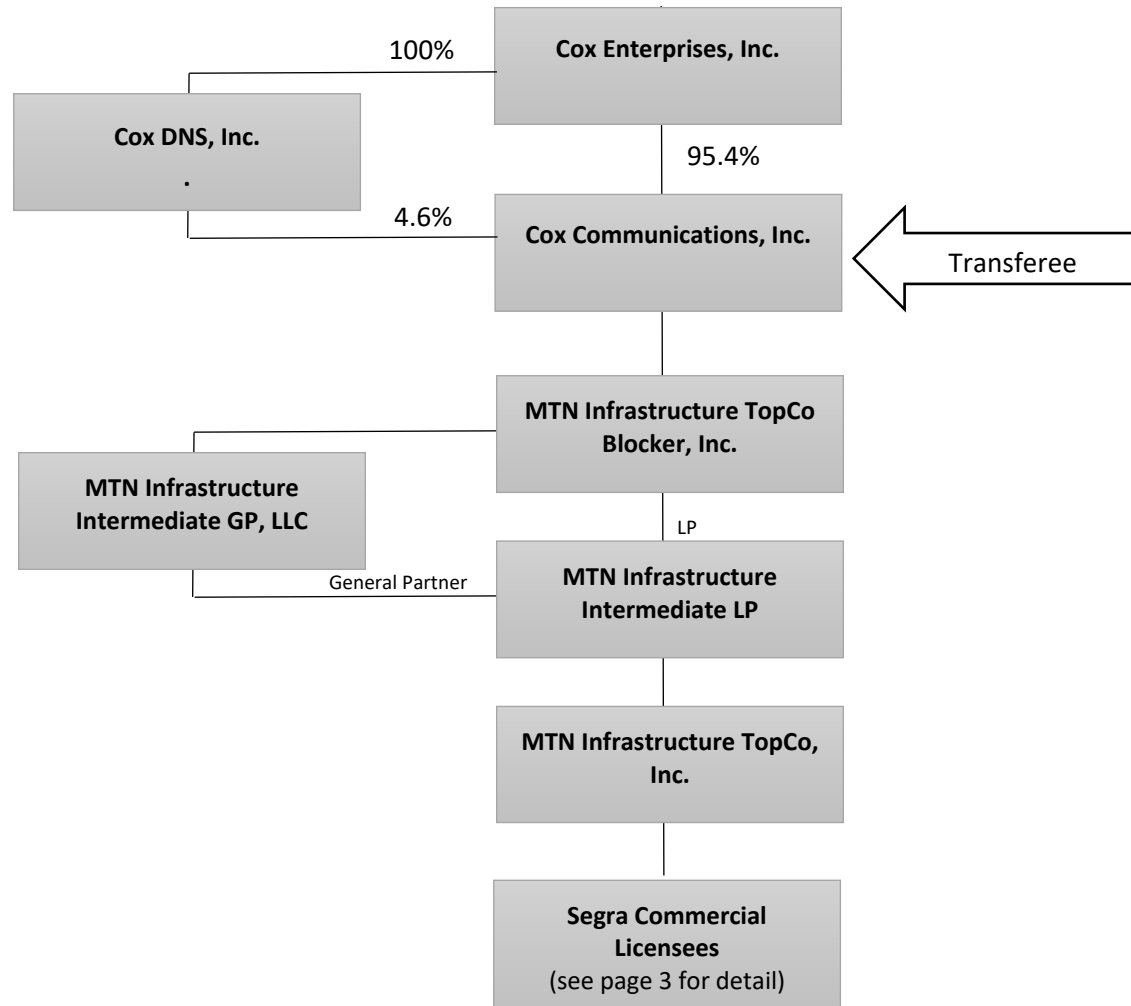 100%
Cox Enterprises, Inc.
Cox DNS, Inc.
.
95.4%
4.6%
Cox Communications, Inc.
Transferee
MTN Infrastructure TopCo
Blocker, Inc.
MTN Infrastructure
Intermediate GP, LLC
LP
General Partner
MTN Infrastructure
Intermediate LP
MTN Infrastructure TopCo,
Inc.
Segra Commercial
Licensees
(see page 3 for detail)